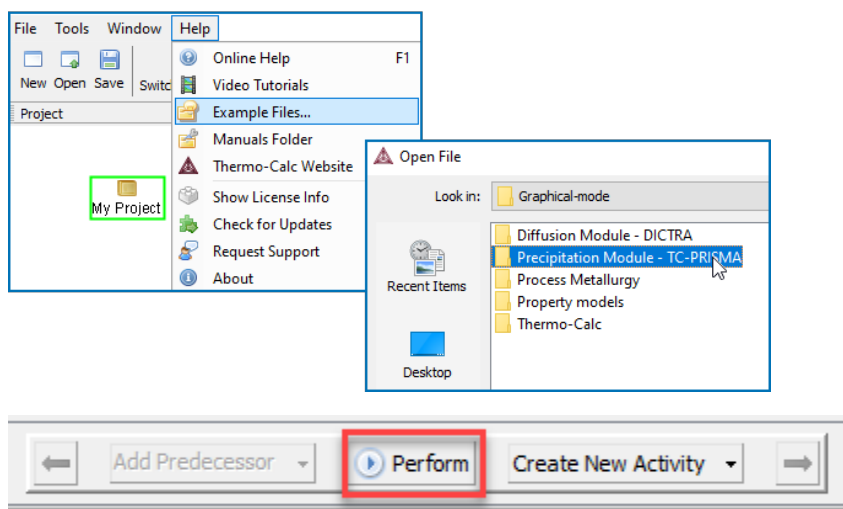 File Tools Window Help
New Open Save Switc
Project
My Project
Online Help F1
Video Tutorials
Example Files...
Manuals Folder
Thermo-Calc Website
Show License Info
Check for Updates
Request Support
About
Open File
Look in: Graphical-mode
Recent Items
Desktop
Diffusion Module - DICTRA
Precipitation Module - TC-PRISMA
Process Metallurgy
Property models
Thermo-Calc
Add Predecessor Perform Create New Activity